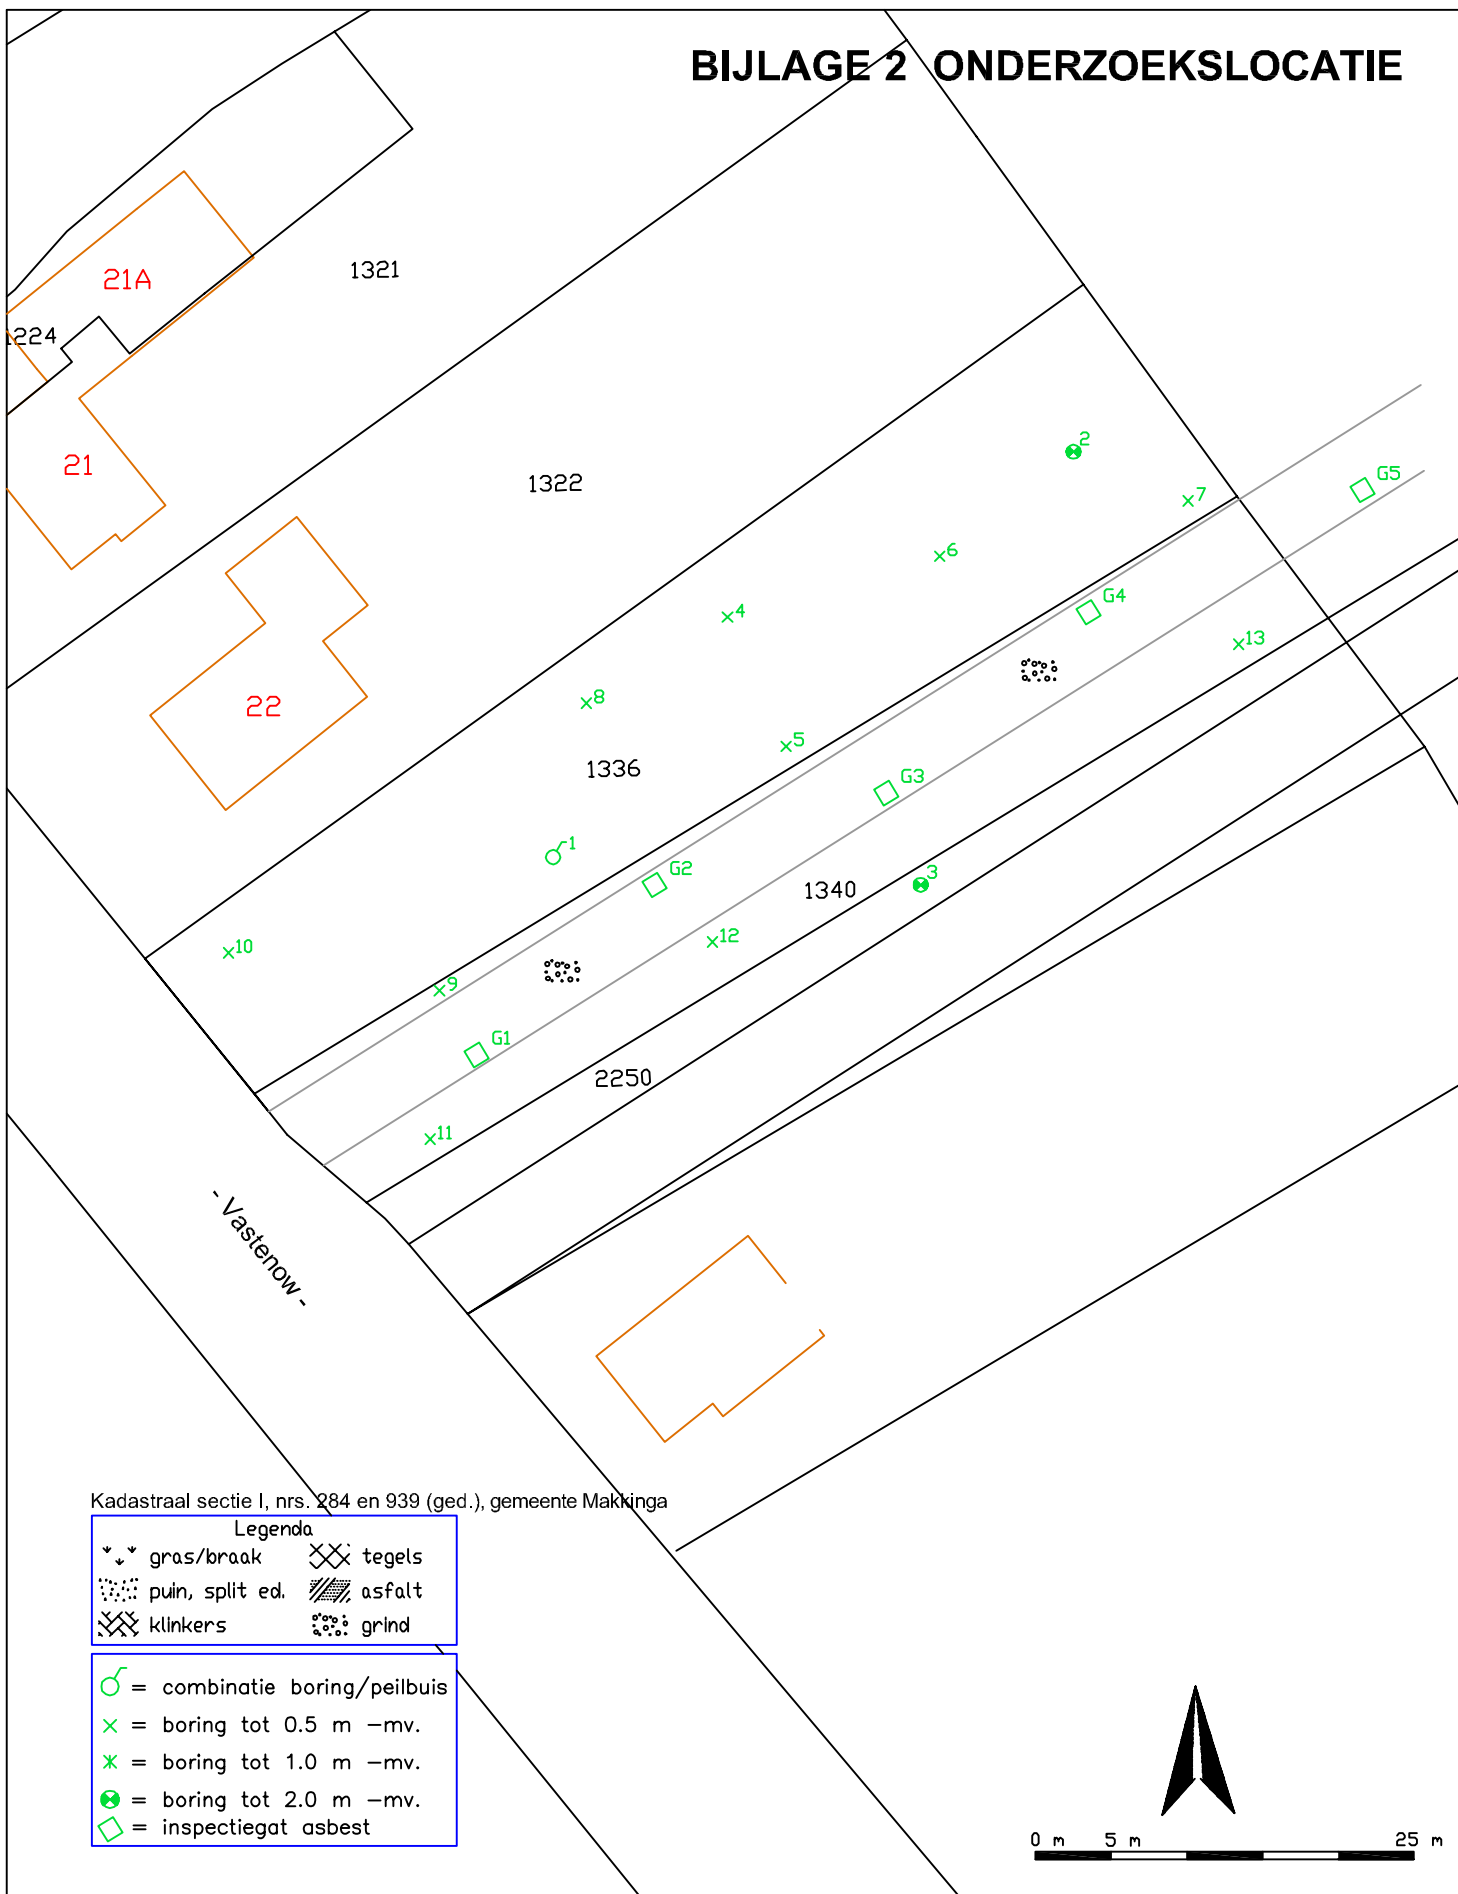 BIJLAGE 2 ONDERZOEKSLOCATIE
1321
21A
1224
2
21
G5
1322
7
6
G4
4
13
8
22
5
1336
G3
1
G2
3
1340
12
10
9
G1
2250
11
- Vastenow -
Kadastraal sectie I, nrs. 284 en 939 (ged.), gemeente Makkinga
Legenda
gras/braak tegels
puin, split ed. asfalt
klinkers grind
= combinatie boring/peilbuis
= boring tot 0.5 m -mv.
= boring tot 1.0 m -mv.
= boring tot 2.0 m -mv.
= inspectiegat asbest
0 m 5 m 25 m